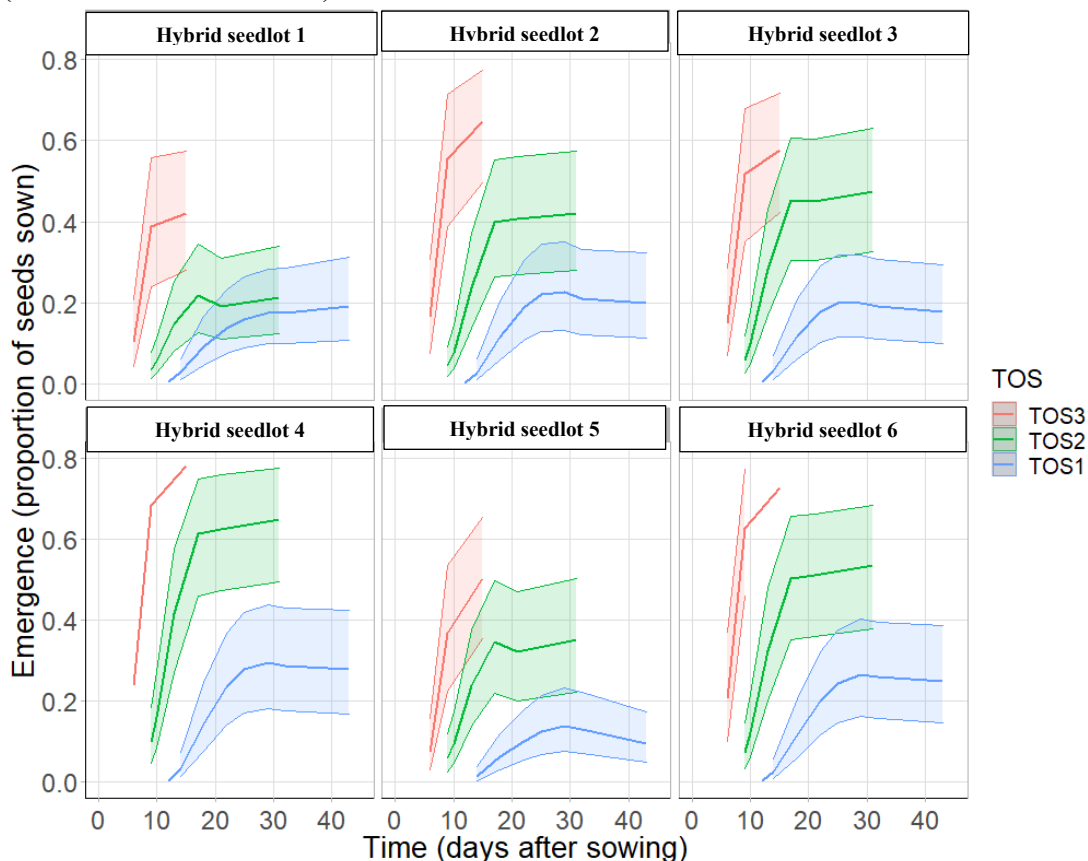 Hybrid seedlot 1
Hybrid seedlot 2
Hybrid seedlot 3
0.8
0.6
0.4
0.2
0.0
Hybrid seedlot 4
Hybrid seedlot 5
Hybrid seedlot 6
0.8
0.6
0.4
0.2
0.0
0 10 20 30 40
0 10 20 30 40
0 10 20 30 40
Emergence (proportion of seeds sown)
Time (days after sowing)
TOS
TOS3
TOS2
TOS1